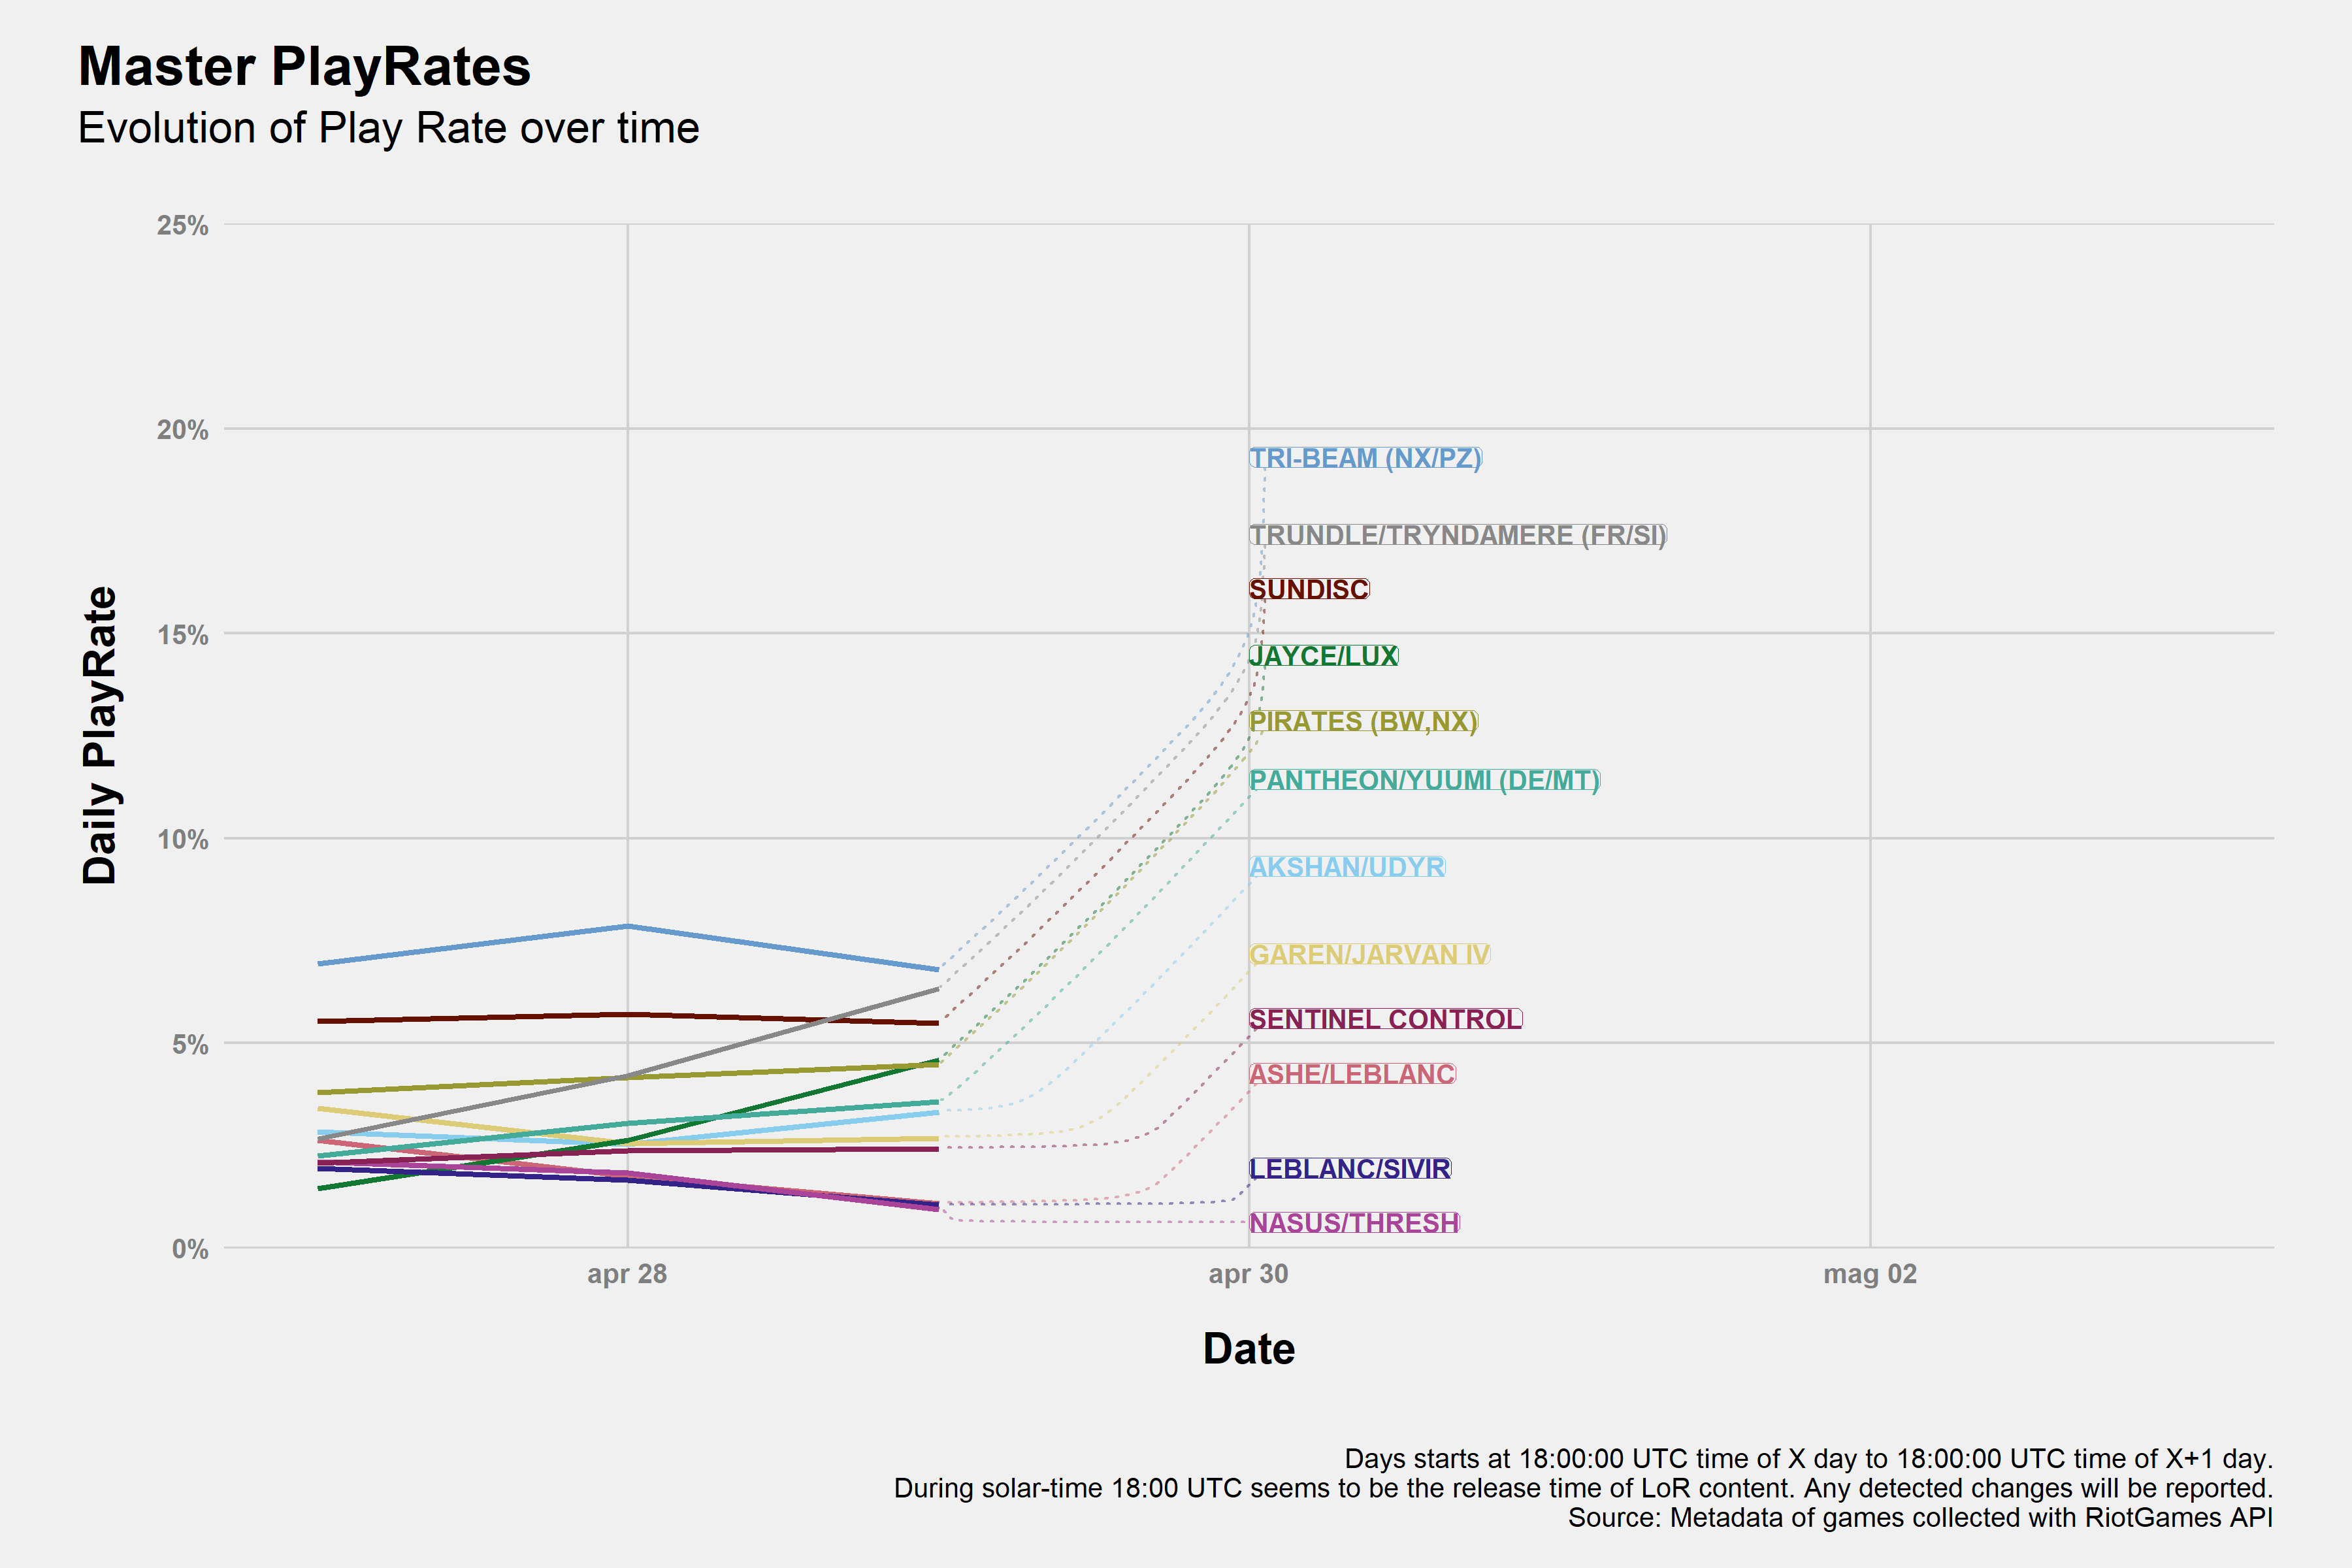 Master PlayRates
Evolution of Play Rate over time
25%
20%
15%
10%
5%
0%
Daily PlayRate
TRI-BEAM (NX/PZ)
TRUNDLE/TRYNDAMERE (FR/SI)
SUNDISC
JAYCE/LUX
PIRATES (BW,NX)
PANTHEON/YUUMI (DE/MT)
AKSHAN/UDYR
GAREN/JARVAN IV
SENTINEL CONTROL
ASHE/LEBLANC
LEBLANC/SIVIR
NASUS/THRESH
apr 28
apr 30
mag 02
Date
Days starts at 18:00:00 UTC time of X day to 18:00:00 UTC time of X+1 day.
During solar-time 18:00 UTC seems to be the release time of LoR content. Any detected changes will be reported.
Source: Metadata of games collected with RiotGames API